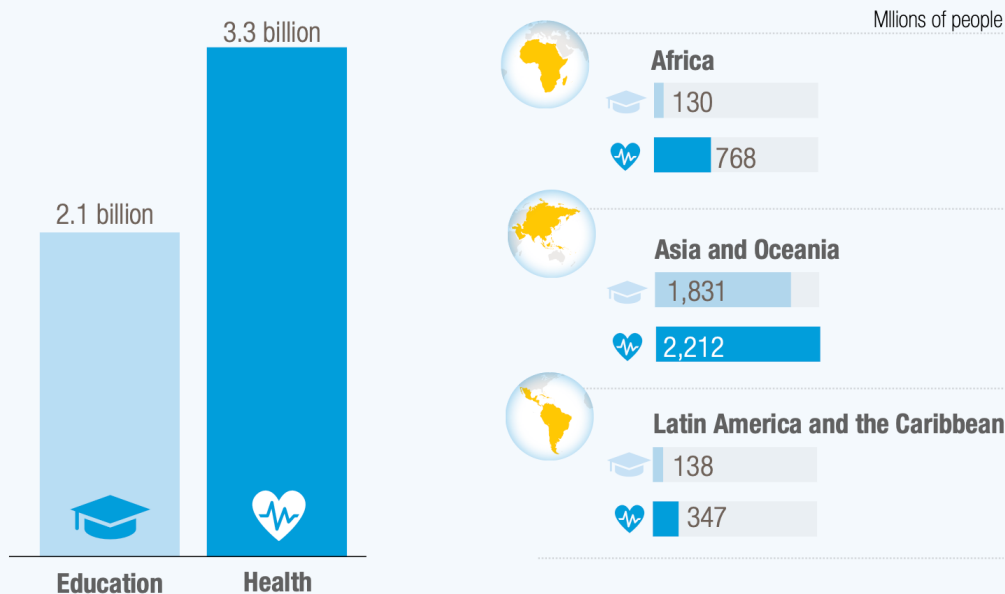 3.3 billion
2.1 billion
Education
Health
Mllions of people
Africa
130
768
Asia and Oceania
1,831
2,212
Latin America and the Caribbean
138
347